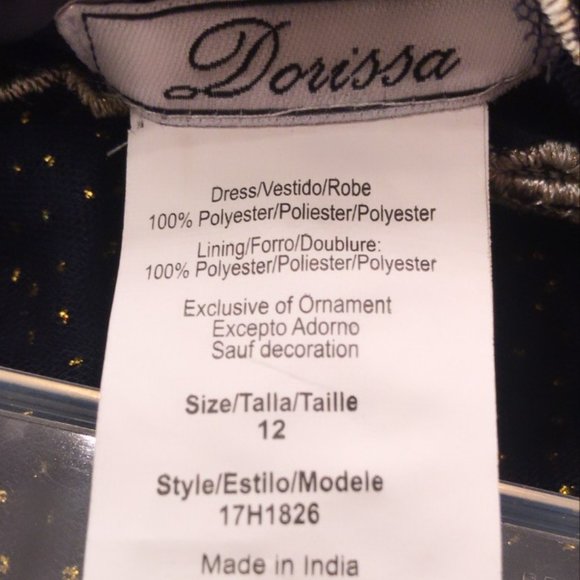 Dorissa
Dress/Vestido/Robe
100% Polyester/Poliester/Polyester
Lining/Forro/Doublure:
100% Polyester/Poliester/Polyester
Exclusive of Ornament
Excepto Adorno
Sauf decoration
Size/Talla/Taille
12
Style/Estilo/Modele
17H1826
Made in India